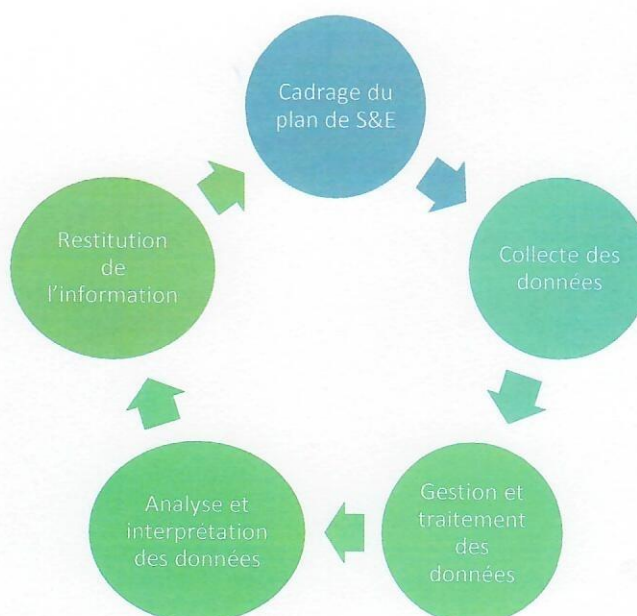 Cadrage du
plan de S&E
Collecte des
données
Gestion et
traitement
des
données
Analyse et
interprétation
des données
Restitution
de
l'information